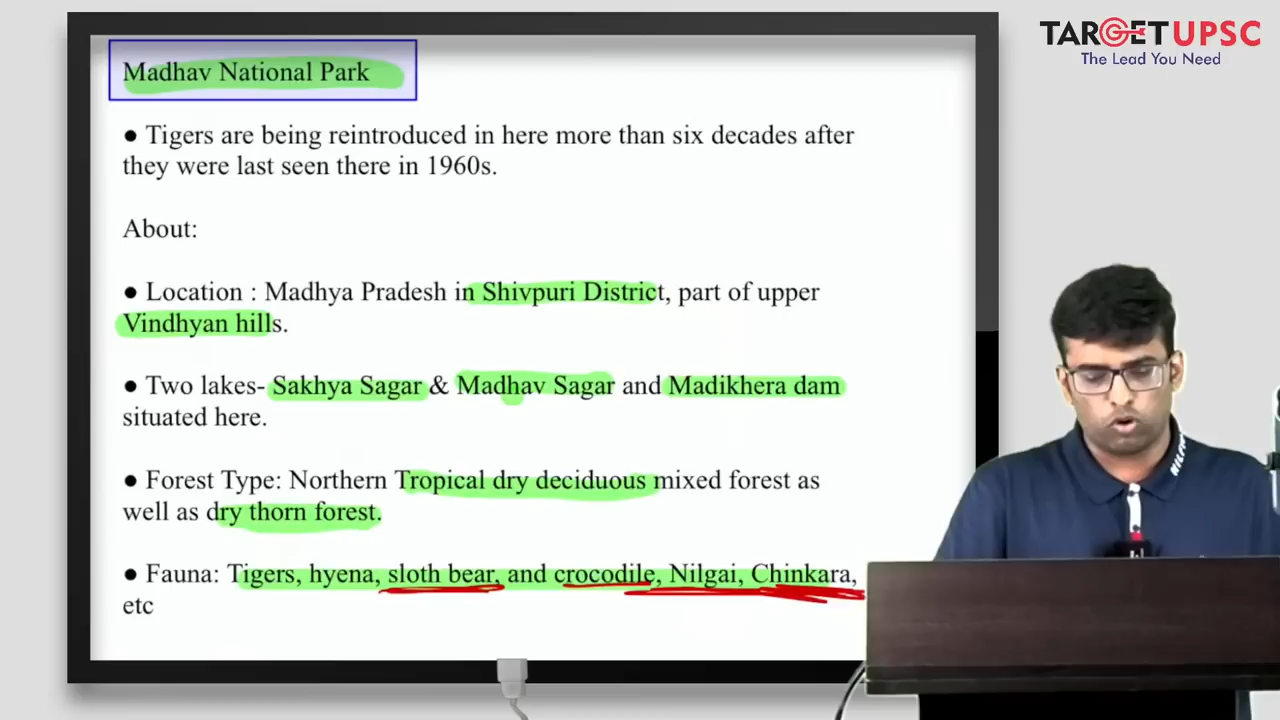 TARGET UPSC
The Lead You Need
Madhav National Park
● Tigers are being reintroduced in here more than six decades after
they were last seen there in 1960s.
About:
● Location : Madhya Pradesh in Shivpuri District, part of upper
Vindhyan hills.
● Two lakes- Sakhya Sagar & Madhav Sagar and Madikhera dam
situated here.
● Forest Type: Northern Tropical dry deciduous mixed forest as
well as dry thorn forest.
● Fauna: Tigers, hyena, sloth bear, and crocodile, Nilgai, Chinkara,
etc